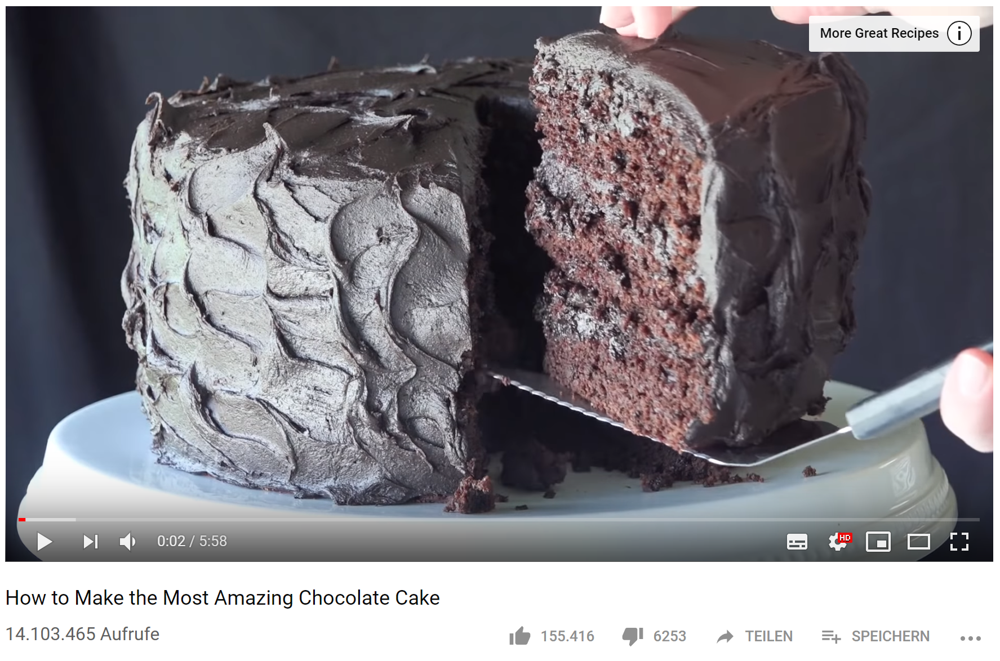 More Great Recipes
0:02 / 5:58
HD
How to Make the Most Amazing Chocolate Cake
14.103.465 Aufrufe
155.416
6253
TEILEN
SPEICHERN